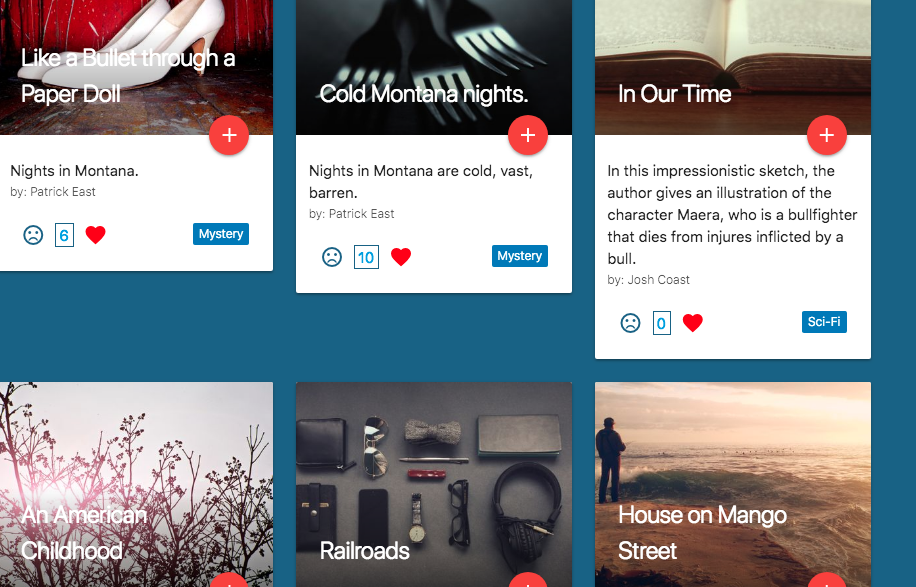 Like a Bullet through a
Paper Doll
Nights in Montana.
by: Patrick East
6
Mystery
Cold Montana nights.
Nights in Montana are cold, vast,
barren.
by: Patrick East
10
Mystery
In Our Time
In this impressionistic sketch, the
author gives an illustration of the
character Maera, who is a bullfighter
that dies from injures inflicted by a
bull.
by: Josh Coast
0
Sci-Fi
An American
Childhood
Railroads
House on Mango
Street